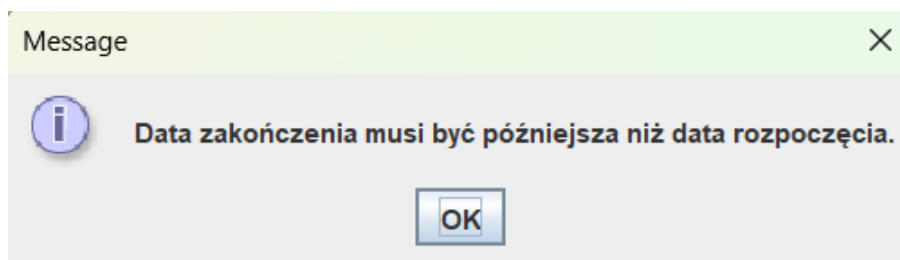 Message
Data zakończenia musi być późniejsza niż data rozpoczęcia.
OK